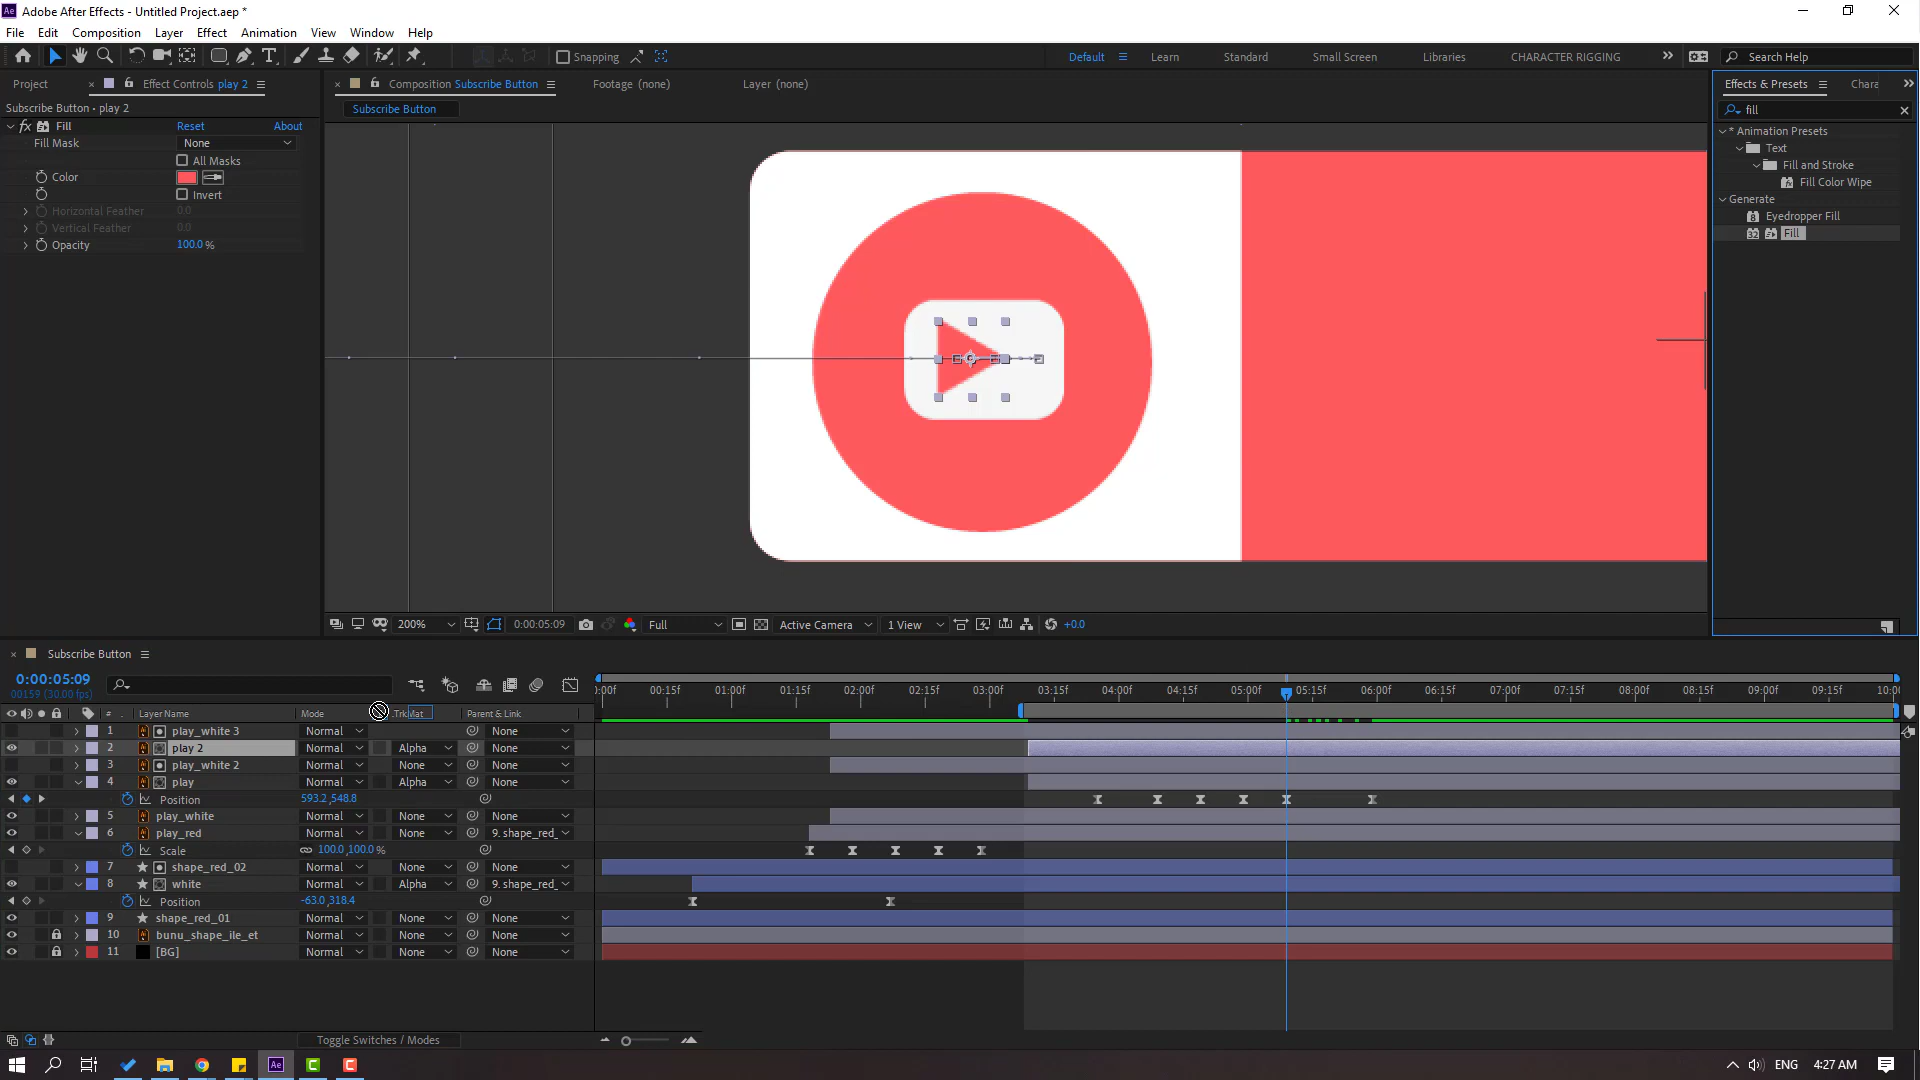 Adobe After Effects - Untitled Project.aep *
File Edit Composition Layer Effect Animation View Window Help
Snapping
Default Learn Standard Small Screen Libraries CHARACTER RIGGING Search Help
Project Effect Controls play 2
Composition Subscribe Button Footage (none) Layer (none)
Effects & Presets Chara
Subscribe Button • play 2
Subscribe Button
fill
Fill Reset About
Fill Mask None
All Masks
Color
Invert
Horizontal Feather 0.0
Vertical Feather 0.0
Opacity 100.0 %
* Animation Presets
Text
Fill and Stroke
Fill Color Wipe
Generate
Eyedropper Fill
Fill
200% 0:00:05:09 Full Active Camera 1 View +0.0
Subscribe Button
0:00:05:09
00159 (30.00 fps)
:00f 00:15f 01:00f 01:15f 02:00f 02:15f 03:00f 03:15f 04:00f 04:15f 05:00f 05:15f 06:00f 06:15f 07:00f 07:15f 08:00f 08:15f 09:00f 09:15f 10:00
# Layer Name Mode TrkMat Parent & Link
1 play_white 3 Normal None
2 play 2 Normal Alpha None
3 play_white 2 Normal None None
4 play Normal Alpha None
Position 593.2,548.8
5 play_white Normal None None
6 play_red Normal None 9. shape_red_
Scale 100.0,100.0 %
7 shape_red_02 Normal None None
8 white Normal Alpha 9. shape_red_
Position -63.0,318.4
9 shape_red_01 Normal None None
10 bunu_shape_ile_et Normal None None
11 [BG] Normal None None
Toggle Switches / Modes
Ae ENG 4:27 AM